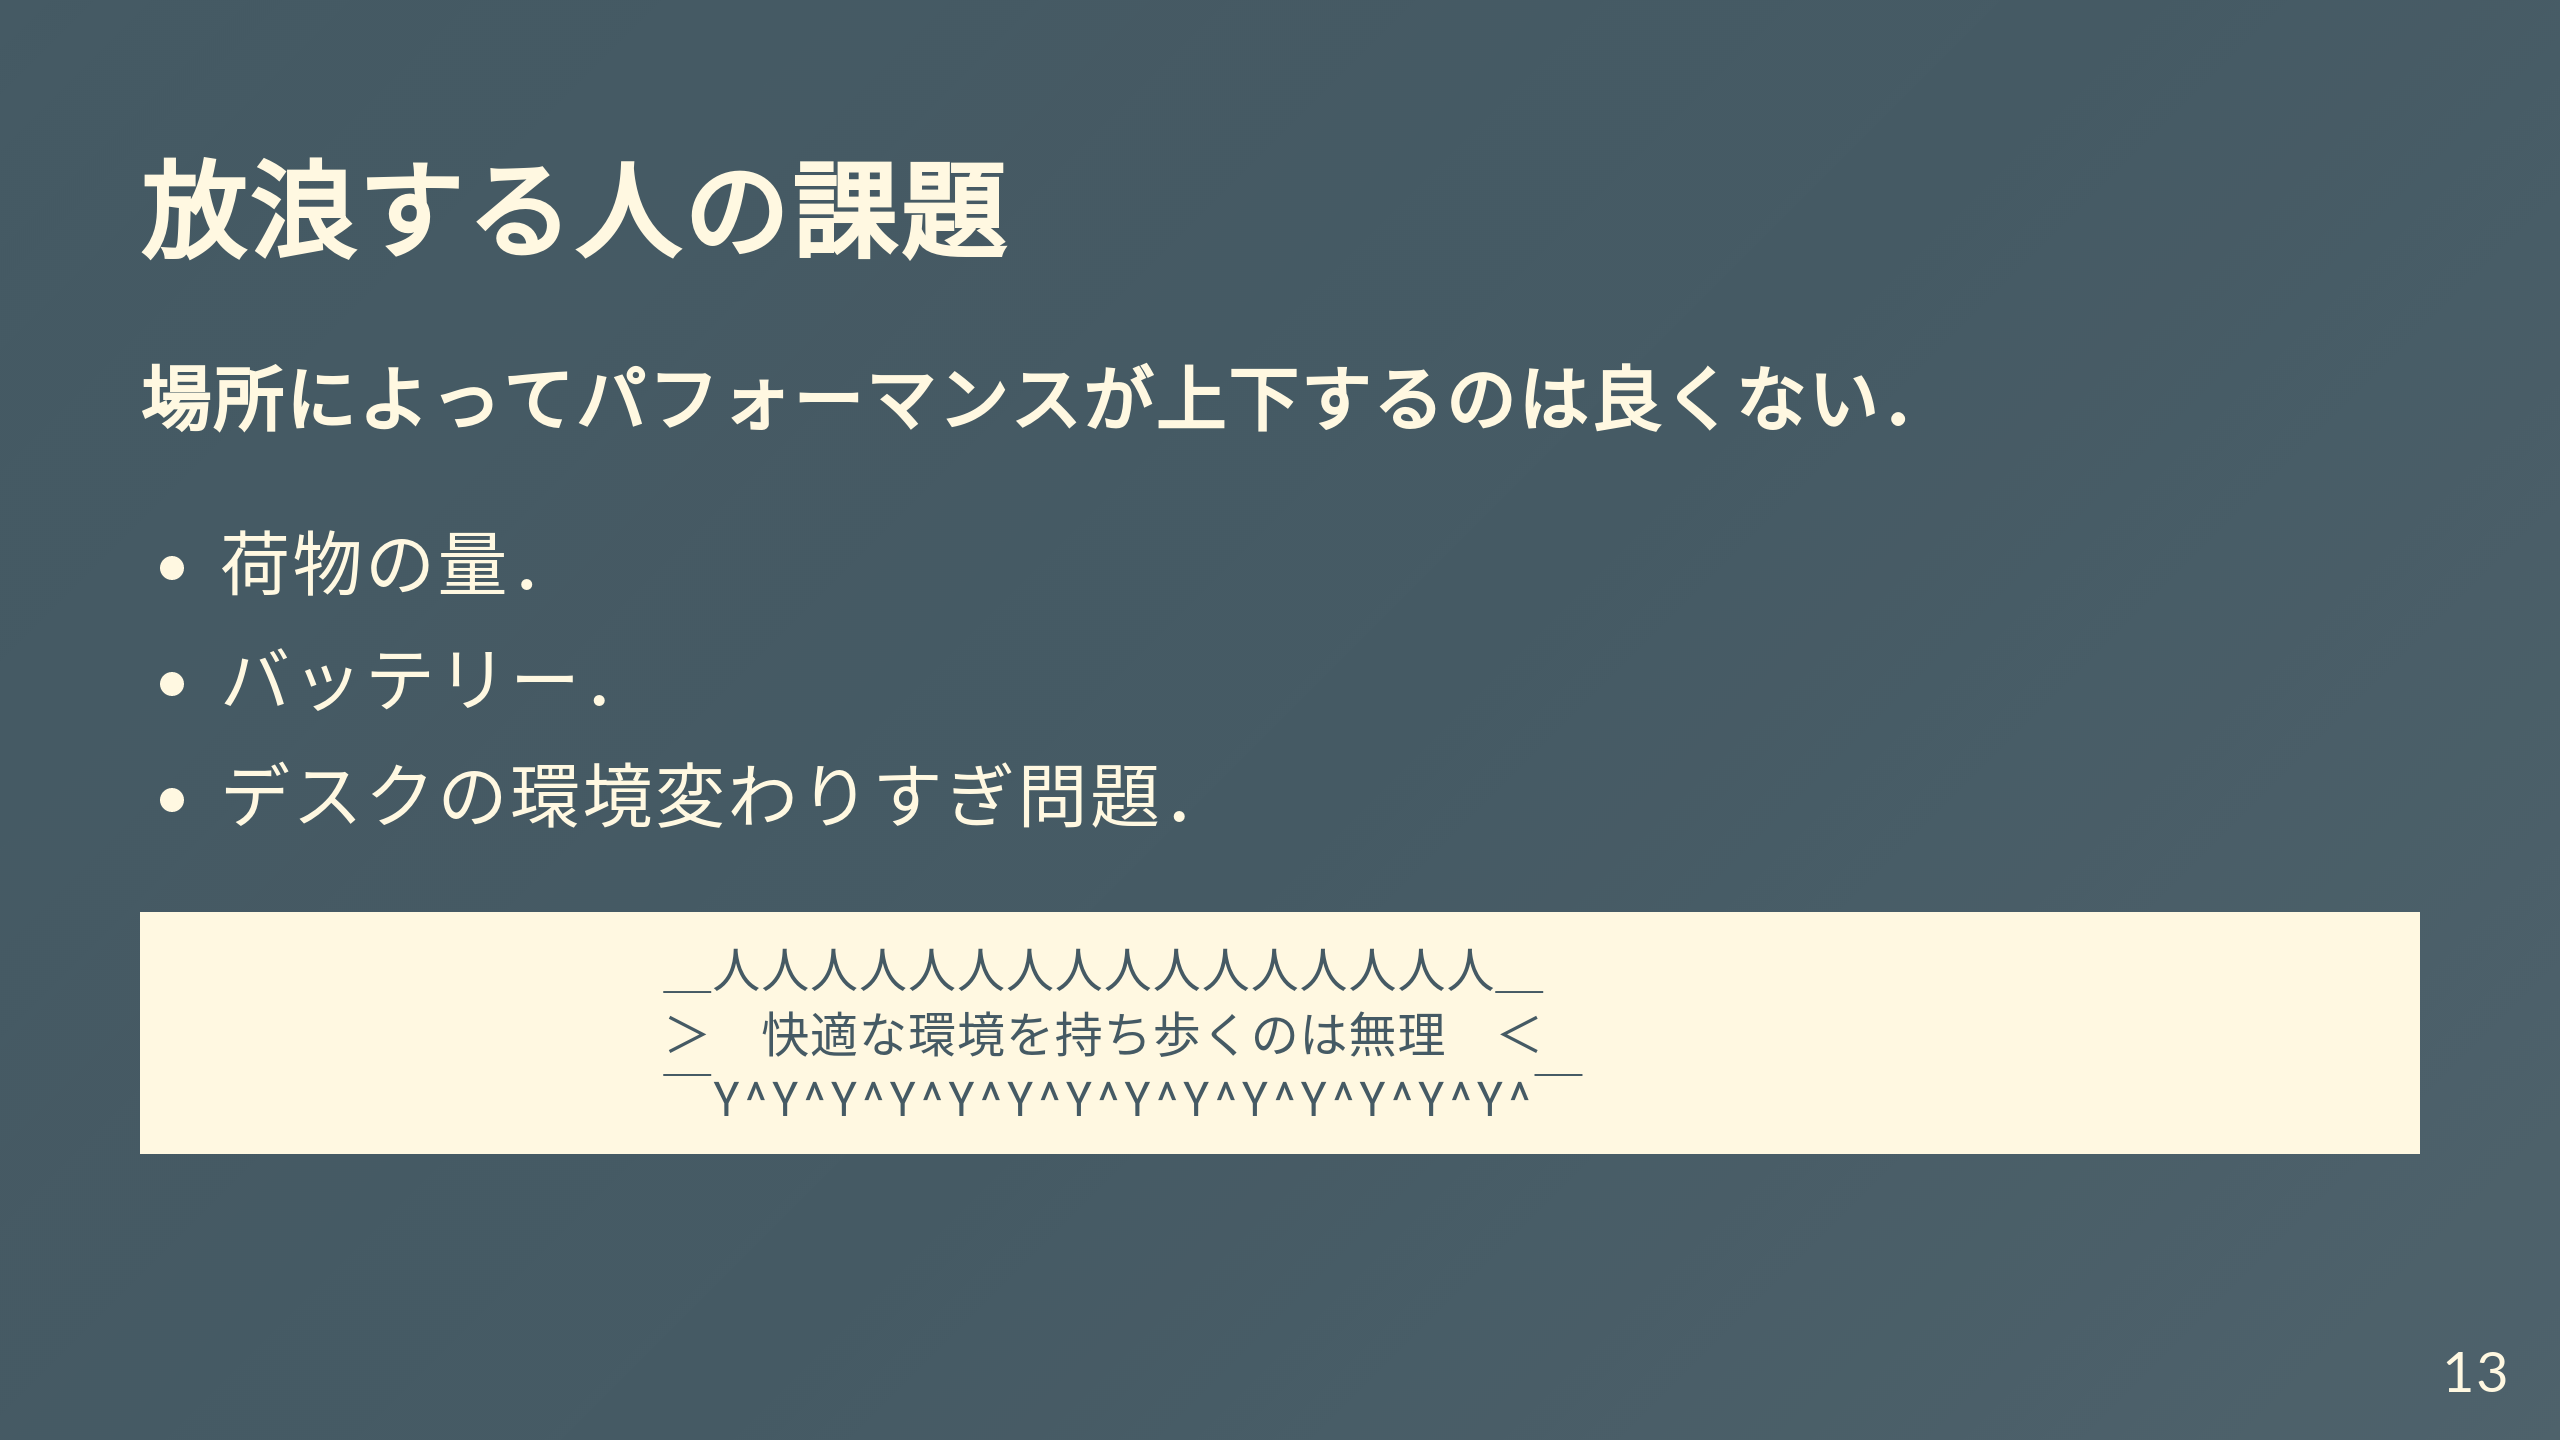 放浪する人の課題
場所によってパフォーマンスが上下するのは良くない．
• 荷物の量．
• バッテリー．
• デスクの環境変わりすぎ問題．
＿人人人人人人人人人人人人人人人人＿
＞　快適な環境を持ち歩くのは無理　＜
￣Y^Y^Y^Y^Y^Y^Y^Y^Y^Y^Y^Y^Y^Y^￣
13